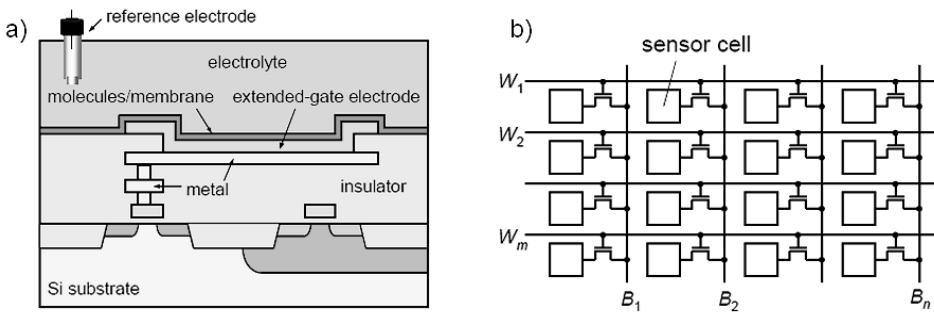 a)
reference electrode
electrolyte
molecules/membrane
extended-gate electrode
metal
insulator
Si substrate
b)
sensor cell
W1
W2
Wm
B1
B2
Bn